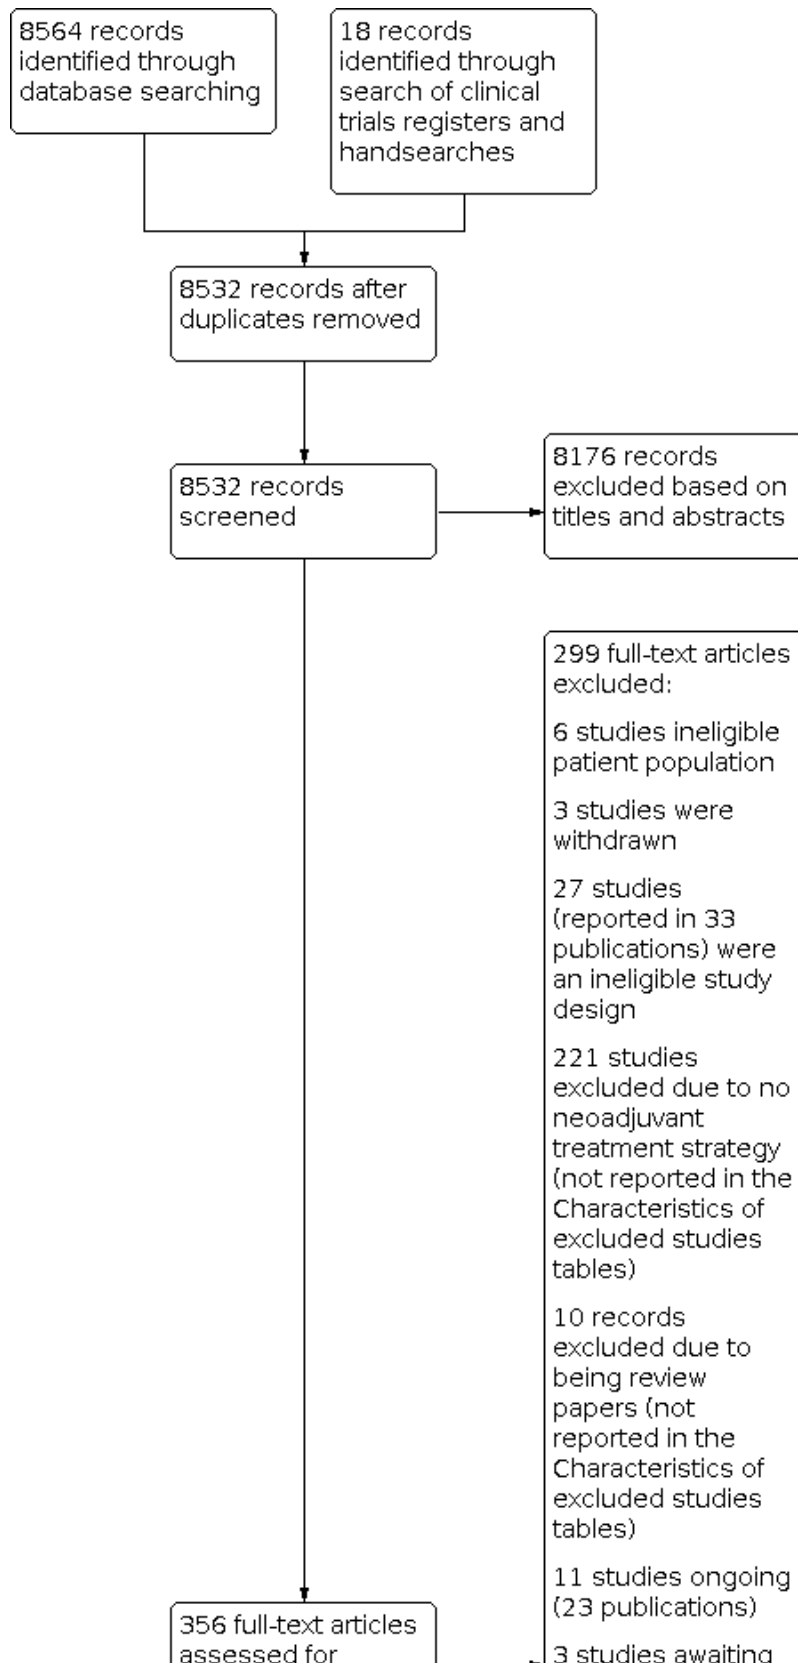 8564 records
identified through
database searching
18 records
identified through
search of clinical
trials registers and
handsearches
8532 records after
duplicates removed
8532 records
screened
8176 records
excluded based on
titles and abstracts
299 full-text articles
excluded:
6 studies ineligible
patient population
3 studies were
withdrawn
27 studies
(reported in 33
publications) were
an ineligible study
design
221 studies
excluded due to no
neoadjuvant
treatment strategy
(not reported in the
Characteristics of
excluded studies
tables)
10 records
excluded due to
being review
papers (not
reported in the
Characteristics of
excluded studies
tables)
11 studies ongoing
(23 publications)
356 full-text articles
assessed for
3 studies awaiting